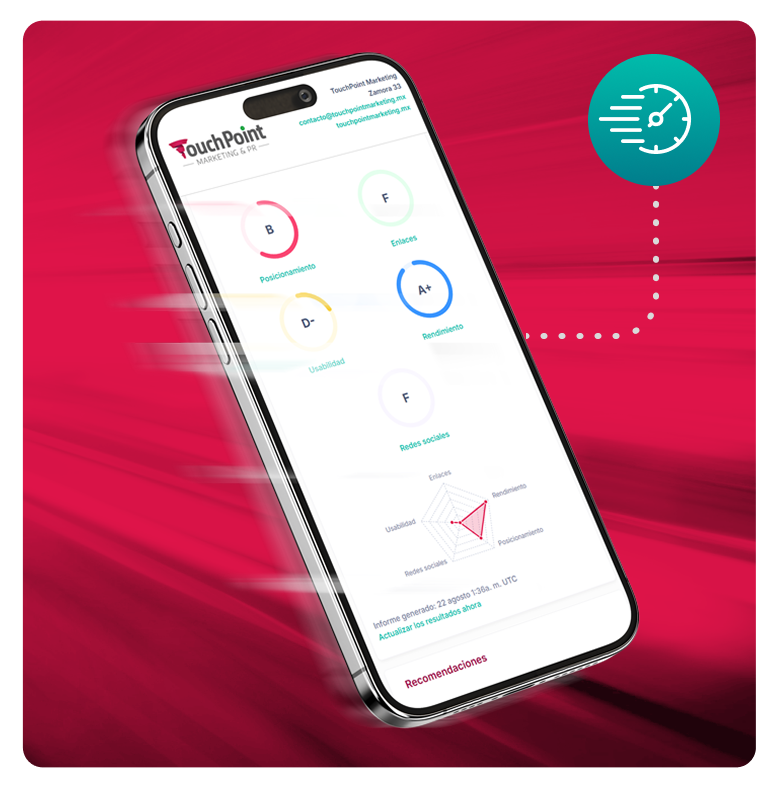 TouchPoint
MARKETING & PR
TouchPoint Marketing
Zamora 33
contacto@touchpointmarketing.mx
touchpointmarketing.mx
B
Posicionamiento
F
Enlaces
D-
Usabilidad
A+
Rendimiento
F
Redes sociales
Enlaces
Rendimiento
Usabilidad
Posicionamiento
Redes sociales
Informe generado: 22 agosto 1:36a. m. UTC
Actualizar los resultados ahora
Recomendaciones